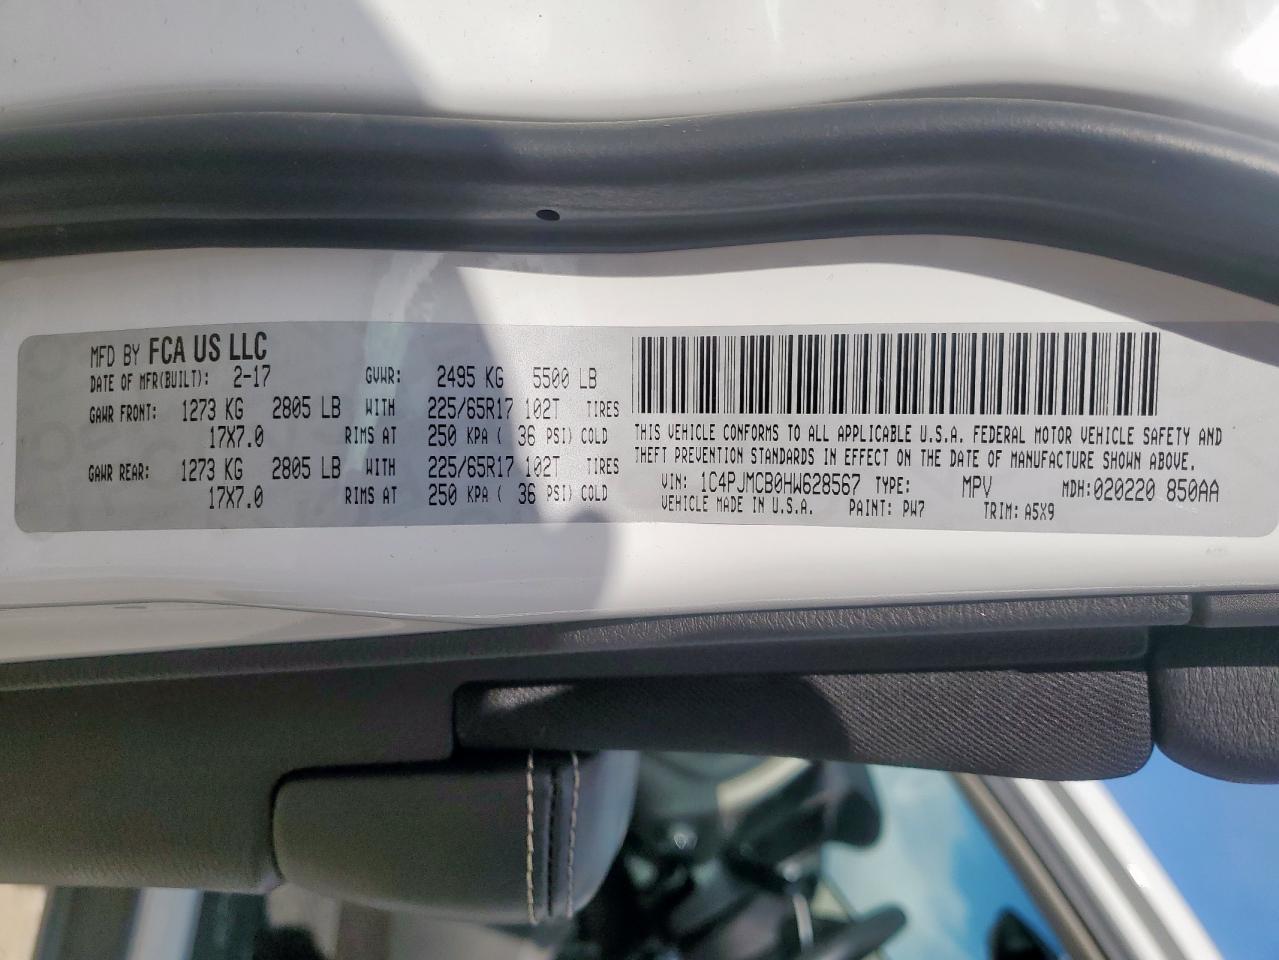 MFD BY FCA US LLC
DATE OF MFR(BUILT): 2-17 GVWR: 2495 KG 5500 LB
GAWR FRONT: 1273 KG 2805 LB WITH 225/65R17 102T TIRES
17X7.0 RIMS AT 250 KPA ( 36 PSI) COLD
GAWR REAR: 1273 KG 2805 LB WITH 225/65R17 102T TIRES
17X7.0 RIMS AT 250 KPA ( 36 PSI) COLD
THIS VEHICLE CONFORMS TO ALL APPLICABLE U.S.A. FEDERAL MOTOR VEHICLE SAFETY AND
THEFT PREVENTION STANDARDS IN EFFECT ON THE DATE OF MANUFACTURE SHOWN ABOVE.
VIN: 1C4PJMCB0HW628567 TYPE: MPV MDH: 020220 850AA
VEHICLE MADE IN U.S.A. PAINT: PW7 TRIM: A5X9